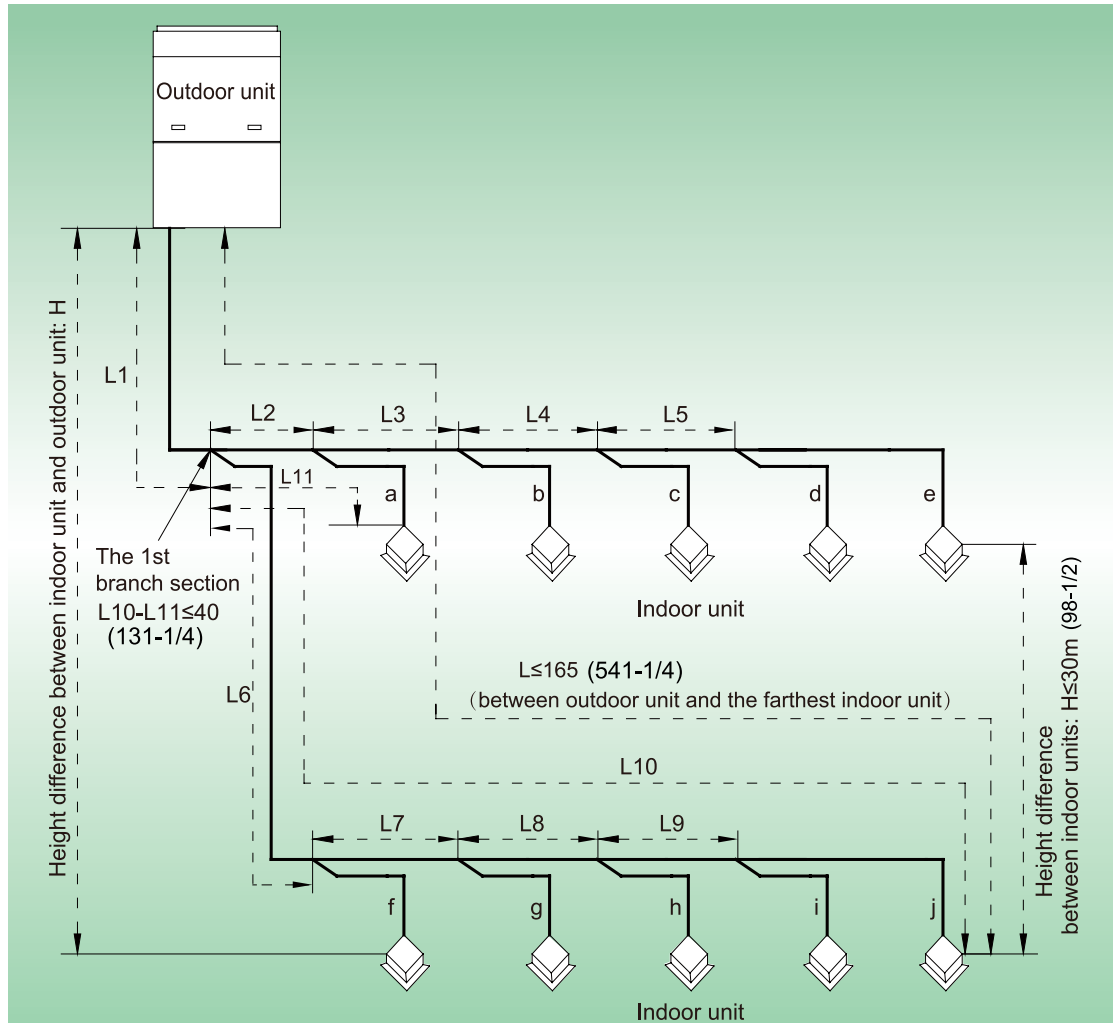 Outdoor unit
Height difference between indoor unit and outdoor unit: H
L1
L2
L3
L4
L5
L11
a
b
c
d
e
The 1st
branch section
L10-L11≤40
(131-1/4)
Indoor unit
L6
L≤165 (541-1/4)
(between outdoor unit and the farthest indoor unit)
L10
Height difference
between indoor units: H≤30m (98-1/2)
L7
L8
L9
f
g
h
i
j
Indoor unit